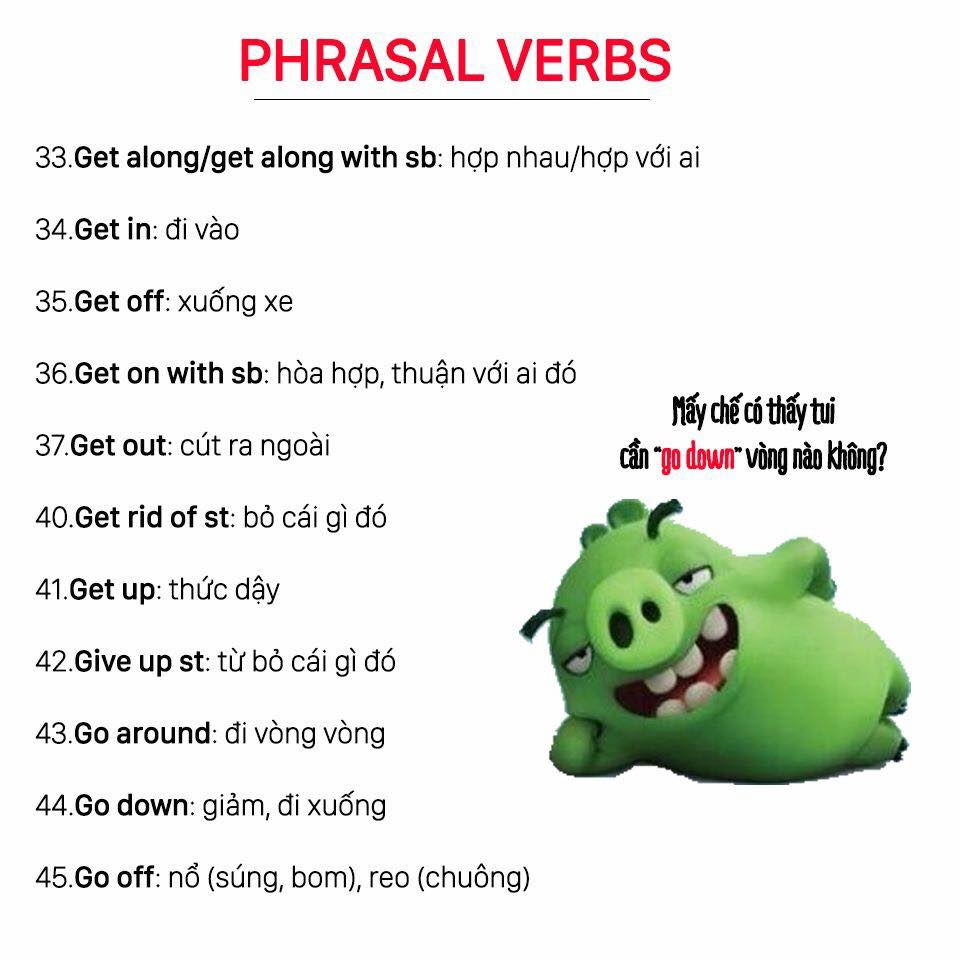 PHRASAL VERBS
33.Get along/get along with sb: hợp nhau/hợp với ai
34.Get in: đi vào
35.Get off: xuống xe
36.Get on with sb: hòa hợp, thuận với ai đó
37.Get out: cút ra ngoài
40.Get rid of st: bỏ cái gì đó
41.Get up: thức dậy
42.Give up st: từ bỏ cái gì đó
43.Go around: đi vòng vòng
44.Go down: giảm, đi xuống
45.Go off: nổ (súng, bom), reo (chuông)
Mấy chế có thấy tui
cần "go down" vòng nào không?